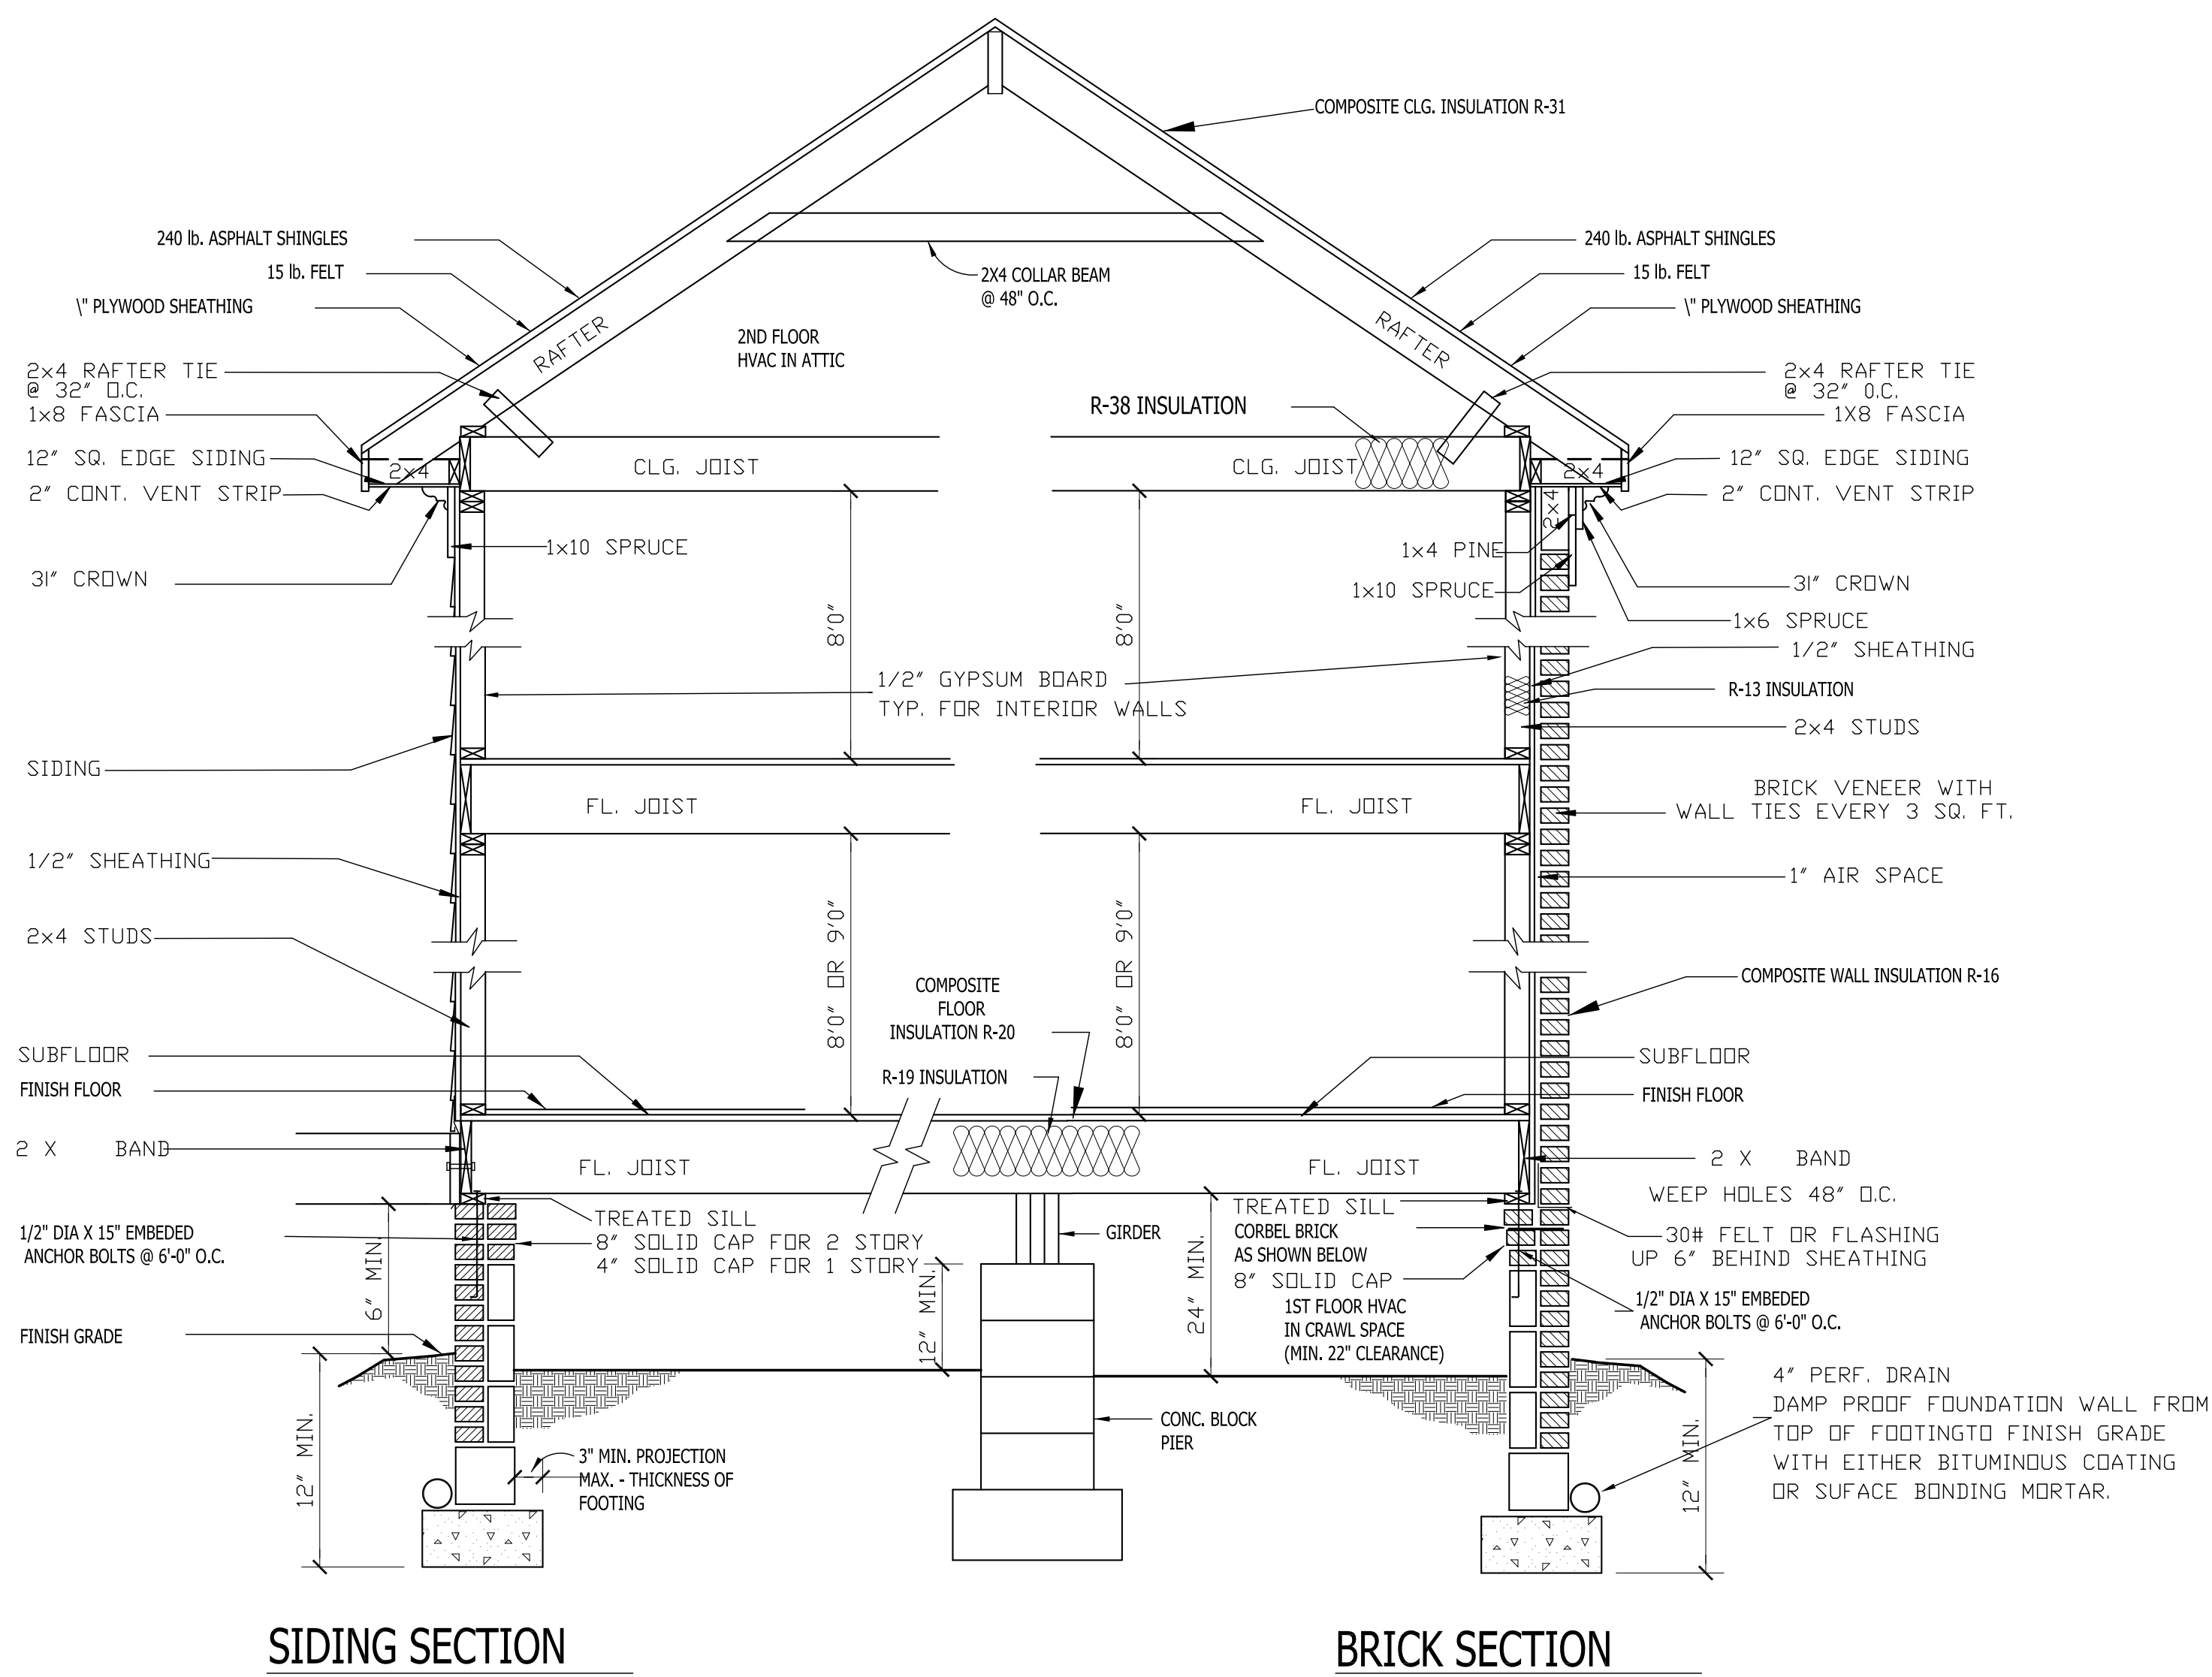 COMPOSITE CLG. INSULATION R-31
240 lb. ASPHALT SHINGLES
15 lb. FELT
\" PLYWOOD SHEATHING
2x4 RAFTER TIE
@ 32" O.C.
1x8 FASCIA
12" SQ. EDGE SIDING
2" CONT. VENT STRIP
31" CROWN
RAFTER
2X4 COLLAR BEAM
@ 48" O.C.
2ND FLOOR
HVAC IN ATTIC
RAFTER
240 lb. ASPHALT SHINGLES
15 lb. FELT
\" PLYWOOD SHEATHING
2x4 RAFTER TIE
@ 32" O.C.
1X8 FASCIA
12" SQ. EDGE SIDING
2" CONT. VENT STRIP
R-38 INSULATION
2x4
CLG. JOIST
CLG. JOIST
2x4
2x4
1x10 SPRUCE
1x4 PINE
1x10 SPRUCE
31" CROWN
1x6 SPRUCE
1/2" SHEATHING
R-13 INSULATION
2x4 STUDS
8'0"
8'0"
1/2" GYPSUM BOARD
TYP. FOR INTERIOR WALLS
SIDING
FL. JOIST
FL. JOIST
BRICK VENEER WITH
WALL TIES EVERY 3 SQ. FT.
1/2" SHEATHING
1" AIR SPACE
2x4 STUDS
8'0" OR 9'0"
8'0" OR 9'0"
COMPOSITE
FLOOR
INSULATION R-20
R-19 INSULATION
COMPOSITE WALL INSULATION R-16
SUBFLOOR
FINISH FLOOR
SUBFLOOR
FINISH FLOOR
2 X BAND
FL. JOIST
FL. JOIST
2 X BAND
WEEP HOLES 48" O.C.
30# FELT OR FLASHING
UP 6" BEHIND SHEATHING
1/2" DIA X 15" EMBEDED
ANCHOR BOLTS @ 6'-0" O.C.
6" MIN.
TREATED SILL
8" SOLID CAP FOR 2 STORY
4" SOLID CAP FOR 1 STORY
GIRDER
12" MIN.
24" MIN.
TREATED SILL
CORBEL BRICK
AS SHOWN BELOW
8" SOLID CAP
1ST FLOOR HVAC
IN CRAWL SPACE
(MIN. 22" CLEARANCE)
1/2" DIA X 15" EMBEDED
ANCHOR BOLTS @ 6'-0" O.C.
FINISH GRADE
12" MIN.
3" MIN. PROJECTION
MAX. - THICKNESS OF
FOOTING
CONC. BLOCK
PIER
12" MIN.
4" PERF. DRAIN
DAMP PROOF FOUNDATION WALL FROM
TOP OF FOOTINGTO FINISH GRADE
WITH EITHER BITUMINOUS COATING
OR SUFACE BONDING MORTAR.
SIDING SECTION
BRICK SECTION